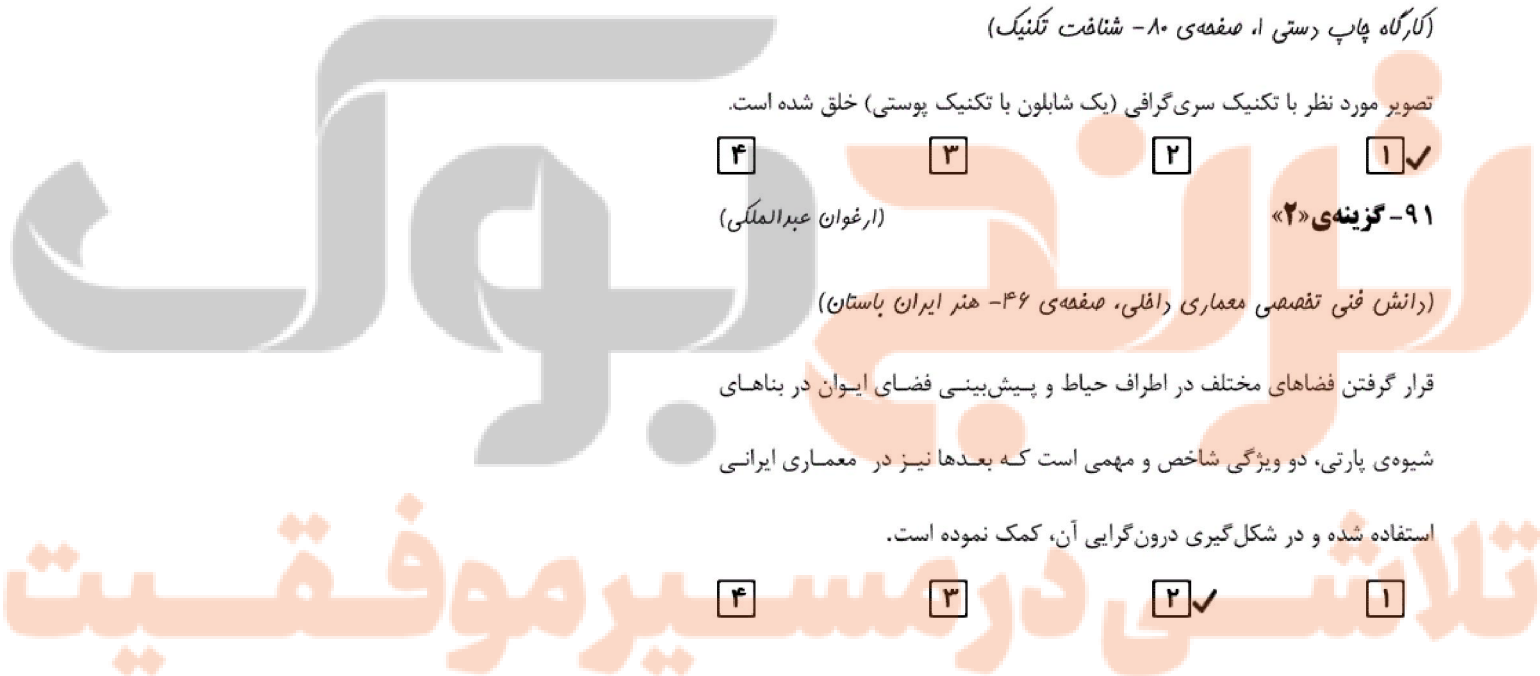 (کارگاه چاپ دستی ۱، صفحه‌ی ۸۰- شناخت تکنیک)
تصویر مورد نظر با تکنیک سری‌گرافی (یک شابلون با تکنیک پوستی) خلق شده است.
۱ ✓ ۲ ۳ ۴
۹۱- گزینه‌ی «۲» (ارغوان عبدالملکی)
(دانش فنی تخصصی معماری داخلی، صفحه‌ی ۴۶- هنر ایران باستان)
قرار گرفتن فضاهای مختلف در اطراف حیاط و پیش‌بینی فضای ایوان در بناهای
شیوه‌ی پارتی، دو ویژگی شاخص و مهمی است که بعدها نیز در معماری ایرانی
استفاده شده و در شکل‌گیری درون‌گرایی آن، کمک نموده است.
۱ ۲ ✓ ۳ ۴
ترنج بوک
تلاشی در مسیر موفقیت